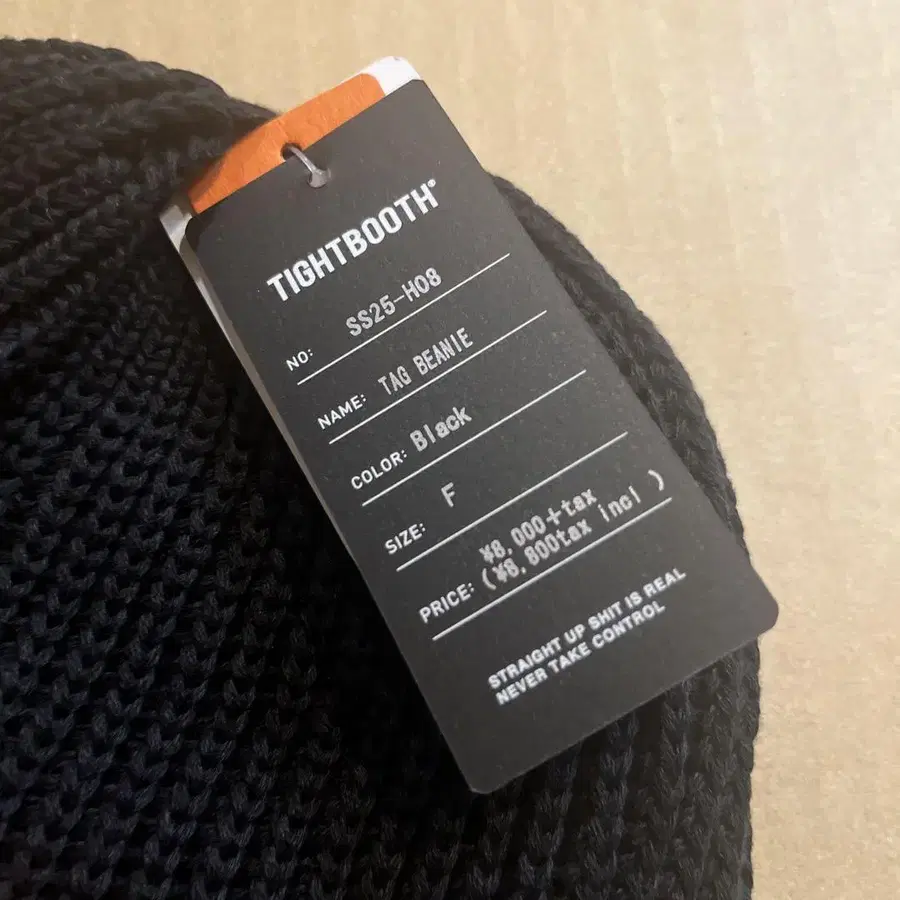 TIGHTBOOTH®
NO: SS25-H08
NAME: TAG BEANIE
COLOR: Black
SIZE: F
PRICE: ¥8,000+tax
(¥8,800tax incl )
STRAIGHT UP SHIT IS REAL
NEVER TAKE CONTROL